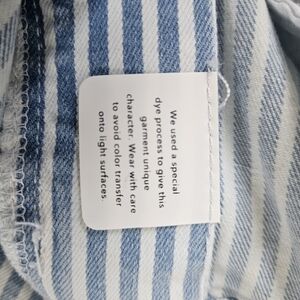 We used a special
dye process to give this
garment unique
character. Wear with care
to avoid color transfer
onto light surfaces.